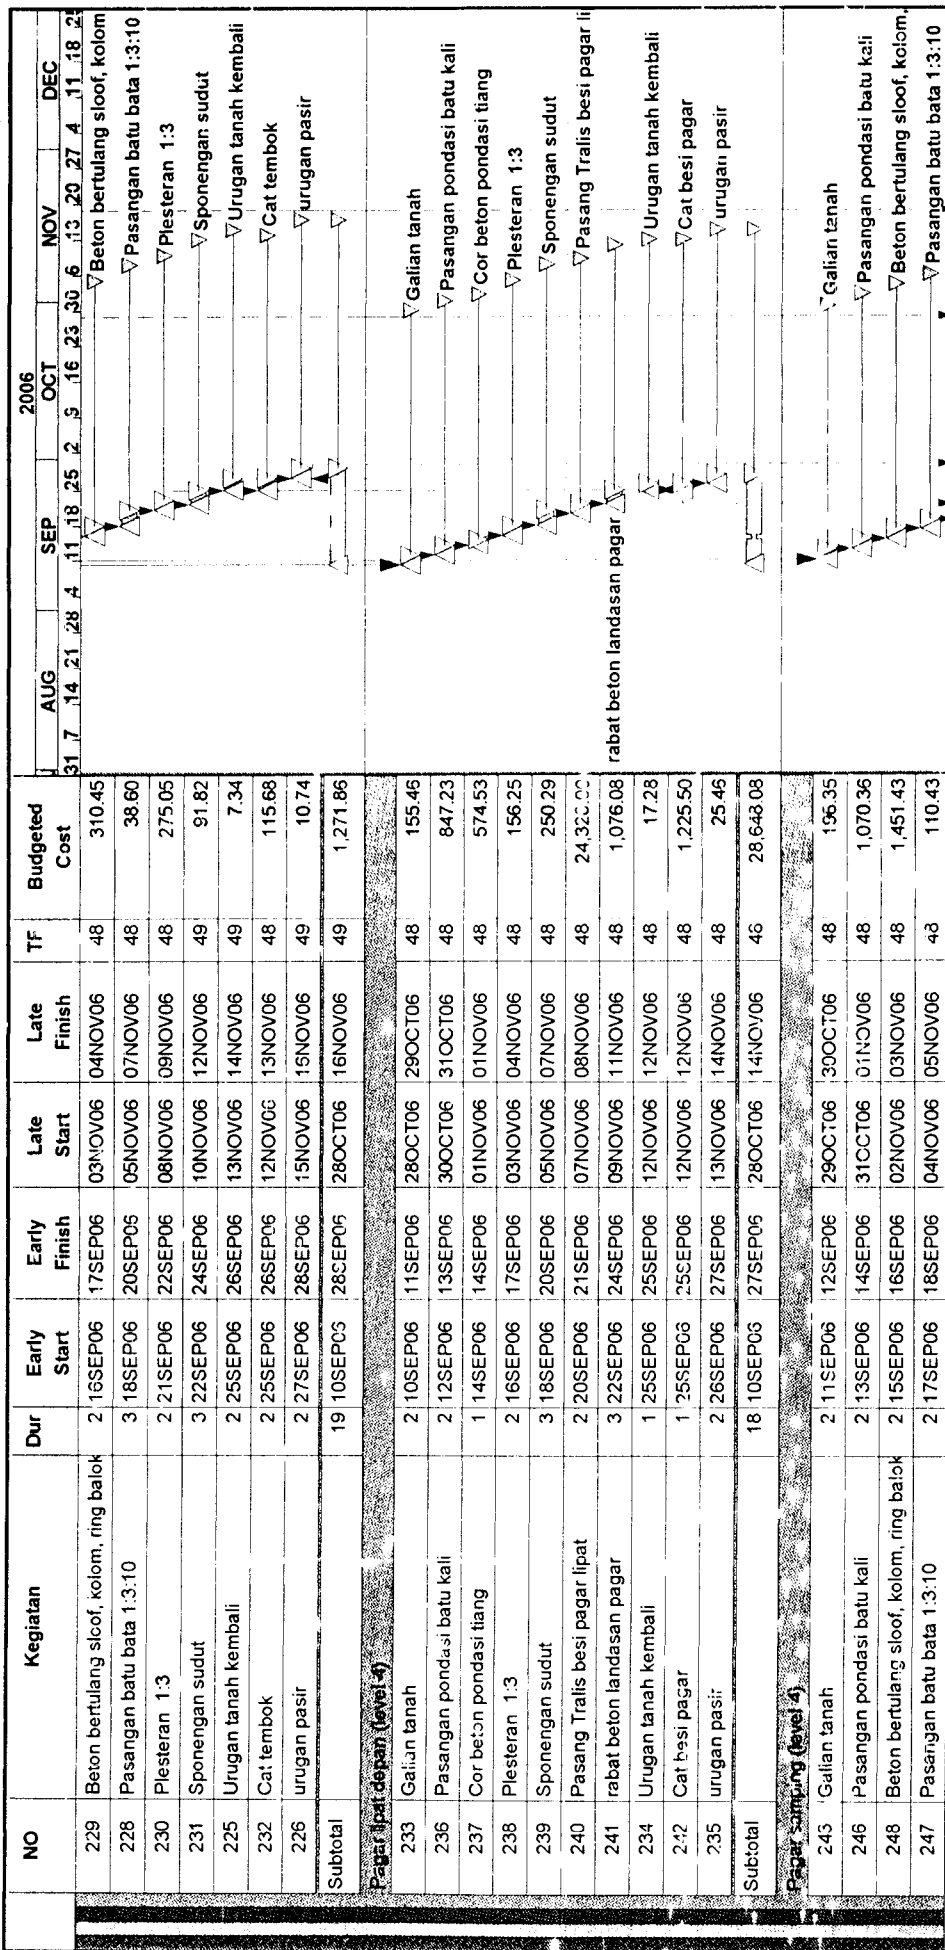 NO Kegiatan Dur Early Start Early Finish Late Start Late Finish TF Budgeted Cost
2006
AUG SEP OCT NOV DEC
31 7 14 21 28 4 11 18 25 2 9 16 23 30 6 13 20 27 4 11 18 25
229 Beton bertulang sloof, kolom, ring balok 2 16SEP06 17SEP06 03NOV06 04NOV06 48 310.45 Beton bertulang sloof, kolom
228 Pasangan batu bata 1:3:10 3 18SEP06 20SEP06 05NOV06 07NOV06 48 38.60 Pasangan batu bata 1:3:10
230 Plesteran 1:3 2 21SEP06 22SEP06 08NOV06 09NOV06 48 275.05 Plesteran 1:3
231 Sponengan sudut 3 22SEP06 24SEP06 10NOV06 12NOV06 49 91.82 Sponengan sudut
225 Urugan tanah kembali 2 25SEP06 26SEP06 13NOV06 14NOV06 49 7.34 Urugan tanah kembali
232 Cat tembok 2 25SEP06 26SEP06 12NOV06 13NOV06 48 115.68 Cat tembok
226 urugan pasir 2 27SEP06 28SEP06 15NOV06 16NOV06 49 10.74 urugan pasir
Subtotal 19 10SEP06 28SEP06 28OCT06 16NOV06 49 1,271.86
Pagar lipat depan (level 4)
233 Galian tanah 2 10SEP06 11SEP06 28OCT06 29OCT06 48 155.46 Galian tanah
236 Pasangan pondasi batu kali 2 12SEP06 13SEP06 30OCT06 31OCT06 48 847.23 Pasangan pondasi batu kali
237 Cor beton pondasi tiang 1 14SEP06 14SEP06 01NOV06 01NOV06 48 574.53 Cor beton pondasi tiang
238 Plesteran 1:3 2 16SEP06 17SEP06 03NOV06 04NOV06 48 156.25 Plesteran 1:3
239 Sponengan sudut 3 18SEP06 20SEP06 05NOV06 07NOV06 48 250.29 Sponengan sudut
240 Pasang Tralis besi pagar lipat 2 20SEP06 21SEP06 07NOV06 08NOV06 48 Pasang Tralis besi pagar li
241 rabat beton landasan pagar 3 22SEP06 24SEP06 09NOV06 11NOV06 48 1,076.08 rabat beton landasan pagar
234 Urugan tanah kembali 1 25SEP06 25SEP06 12NOV06 12NOV06 48 17.28 Urugan tanah kembali
242 Cat besi pagar 1 25SEP06 25SEP06 12NOV06 12NOV06 48 1,225.50 Cat besi pagar
235 urugan pasir 2 26SEP06 27SEP06 13NOV06 14NOV06 48 25.46 urugan pasir
Subtotal 18 10SEP06 27SEP06 28OCT06 14NOV06 28,648.08
Pagar samping (level 4)
Galian tanah 2 11SEP06 12SEP06 29OCT06 30OCT06 48 196.35 Galian tanah
246 Pasangan pondasi batu kali 2 13SEP06 14SEP06 31OCT06 01NOV06 48 1,070.36 Pasangan pondasi batu kali
248 Beton bertulang sloof, kolom, ring balok 2 15SEP06 16SEP06 02NOV06 03NOV06 48 1,451.43 Beton bertulang sloof, kolom,
247 Pasangan batu bata 1:3:10 2 17SEP06 18SEP06 04NOV06 05NOV06 48 110.43 Pasangan batu bata 1:3:10